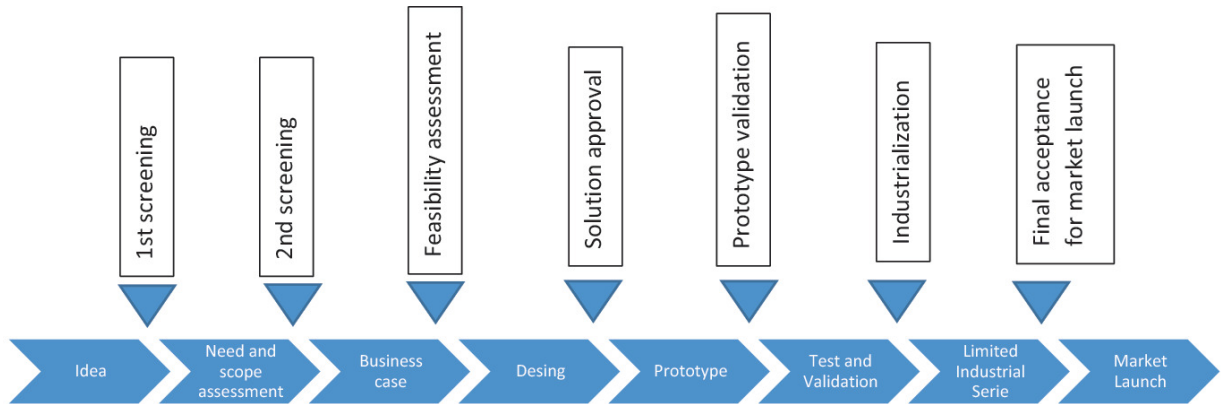 1st screening
2nd screening
Feasibility assessment
Solution approval
Prototype validation
Industrialization
Final acceptance
for market launch
Idea
Need and
scope
assessment
Business
case
Desing
Prototype
Test and
Validation
Limited
Industrial
Serie
Market
Launch